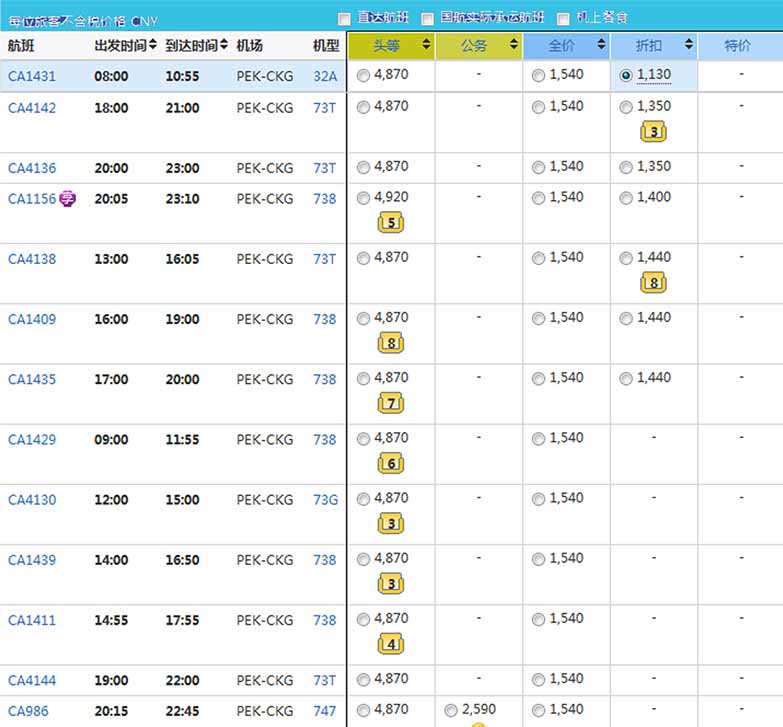 每位旅客不含税价格 CNY 直达航班 国航实际承运航班 机上餐食
航班 出发时间 到达时间 机场 机型 头等 公务 全价 折扣 特价
CA1431 08:00 10:55 PEK-CKG 32A 4,870 - 1,540 1,130 -
CA4142 18:00 21:00 PEK-CKG 73T 4,870 - 1,540 1,350 -
3
CA4136 20:00 23:00 PEK-CKG 73T 4,870 - 1,540 1,350 -
CA1156 学 20:05 23:10 PEK-CKG 738 4,920 - 1,540 1,400 -
5
CA4138 13:00 16:05 PEK-CKG 73T 4,870 - 1,540 1,440 -
8
CA1409 16:00 19:00 PEK-CKG 738 4,870 - 1,540 1,440 -
8
CA1435 17:00 20:00 PEK-CKG 738 4,870 - 1,540 1,440 -
7
CA1429 09:00 11:55 PEK-CKG 738 4,870 - 1,540 - -
6
CA4130 12:00 15:00 PEK-CKG 73G 4,870 - 1,540 - -
3
CA1439 14:00 16:50 PEK-CKG 738 4,870 - 1,540 - -
3
CA1411 14:55 17:55 PEK-CKG 738 4,870 - 1,540 - -
4
CA4144 19:00 22:00 PEK-CKG 73T 4,870 - 1,540 - -
CA986 20:15 22:45 PEK-CKG 747 4,870 2,590 1,540 - -